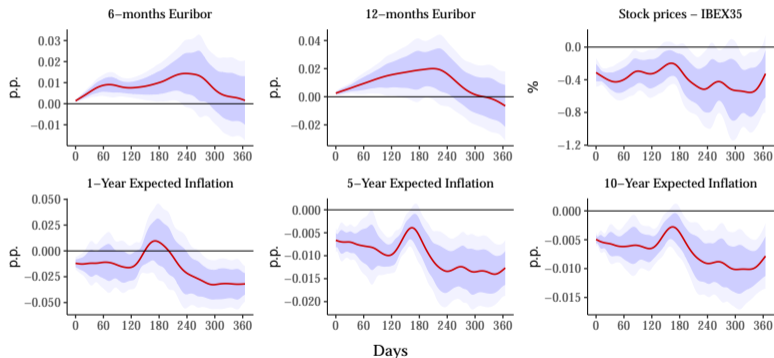 6−months Euribor
12−months Euribor
Stock prices − IBEX35
p.p.
0.03
0.02
0.01
0.00
−0.01
0 60 120 180 240 300 360
p.p.
0.04
0.02
0.00
−0.02
0 60 120 180 240 300 360
%
0.0
−0.4
−0.8
−1.2
0 60 120 180 240 300 360
1−Year Expected Inflation
5−Year Expected Inflation
10−Year Expected Inflation
p.p.
0.050
0.025
0.000
−0.025
−0.050
0 60 120 180 240 300 360
p.p.
0.000
−0.005
−0.010
−0.015
−0.020
0 60 120 180 240 300 360
p.p.
0.000
−0.005
−0.010
−0.015
0 60 120 180 240 300 360
Days